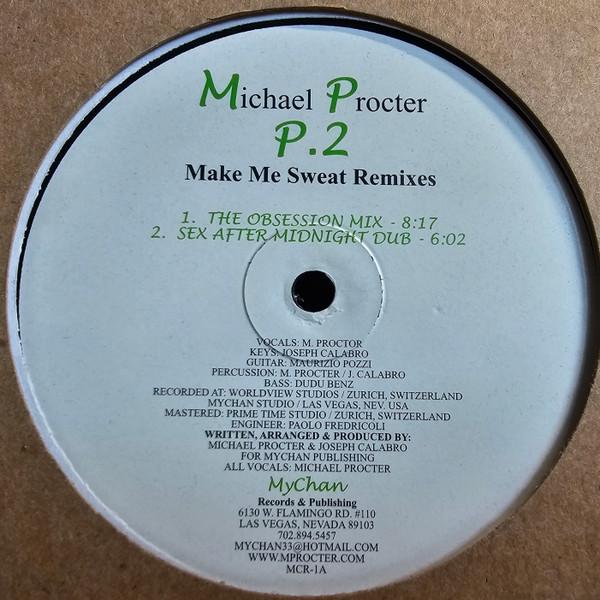 Michael Procter
P.2
Make Me Sweat Remixes
1. THE OBSESSION MIX - 8:17
2. SEX AFTER MIDNIGHT DUB - 6:02
VOCALS: M. PROCTOR
KEYS: JOSEPH CALABRO
GUITAR: MAURIZIO POZZI
PERCUSSION: M. PROCTER / J. CALABRO
BASS: DUDU BENZ
RECORDED AT: WORLDVIEW STUDIOS / ZURICH, SWITZERLAND
MYCHAN STUDIO / LAS VEGAS, NEV. USA
MASTERED: PRIME TIME STUDIO / ZURICH, SWITZERLAND
ENGINEER: PAOLO FREDRICOLI
WRITTEN, ARRANGED & PRODUCED BY:
MICHAEL PROCTER & JOSEPH CALABRO
FOR MYCHAN PUBLISHING
ALL VOCALS: MICHAEL PROCTER
MyChan
Records & Publishing
6130 W. FLAMINGO RD. #110
LAS VEGAS, NEVADA 89103
702.894.5457
MYCHAN33@HOTMAIL.COM
WWW.MPROCTER.COM
MCR-1A